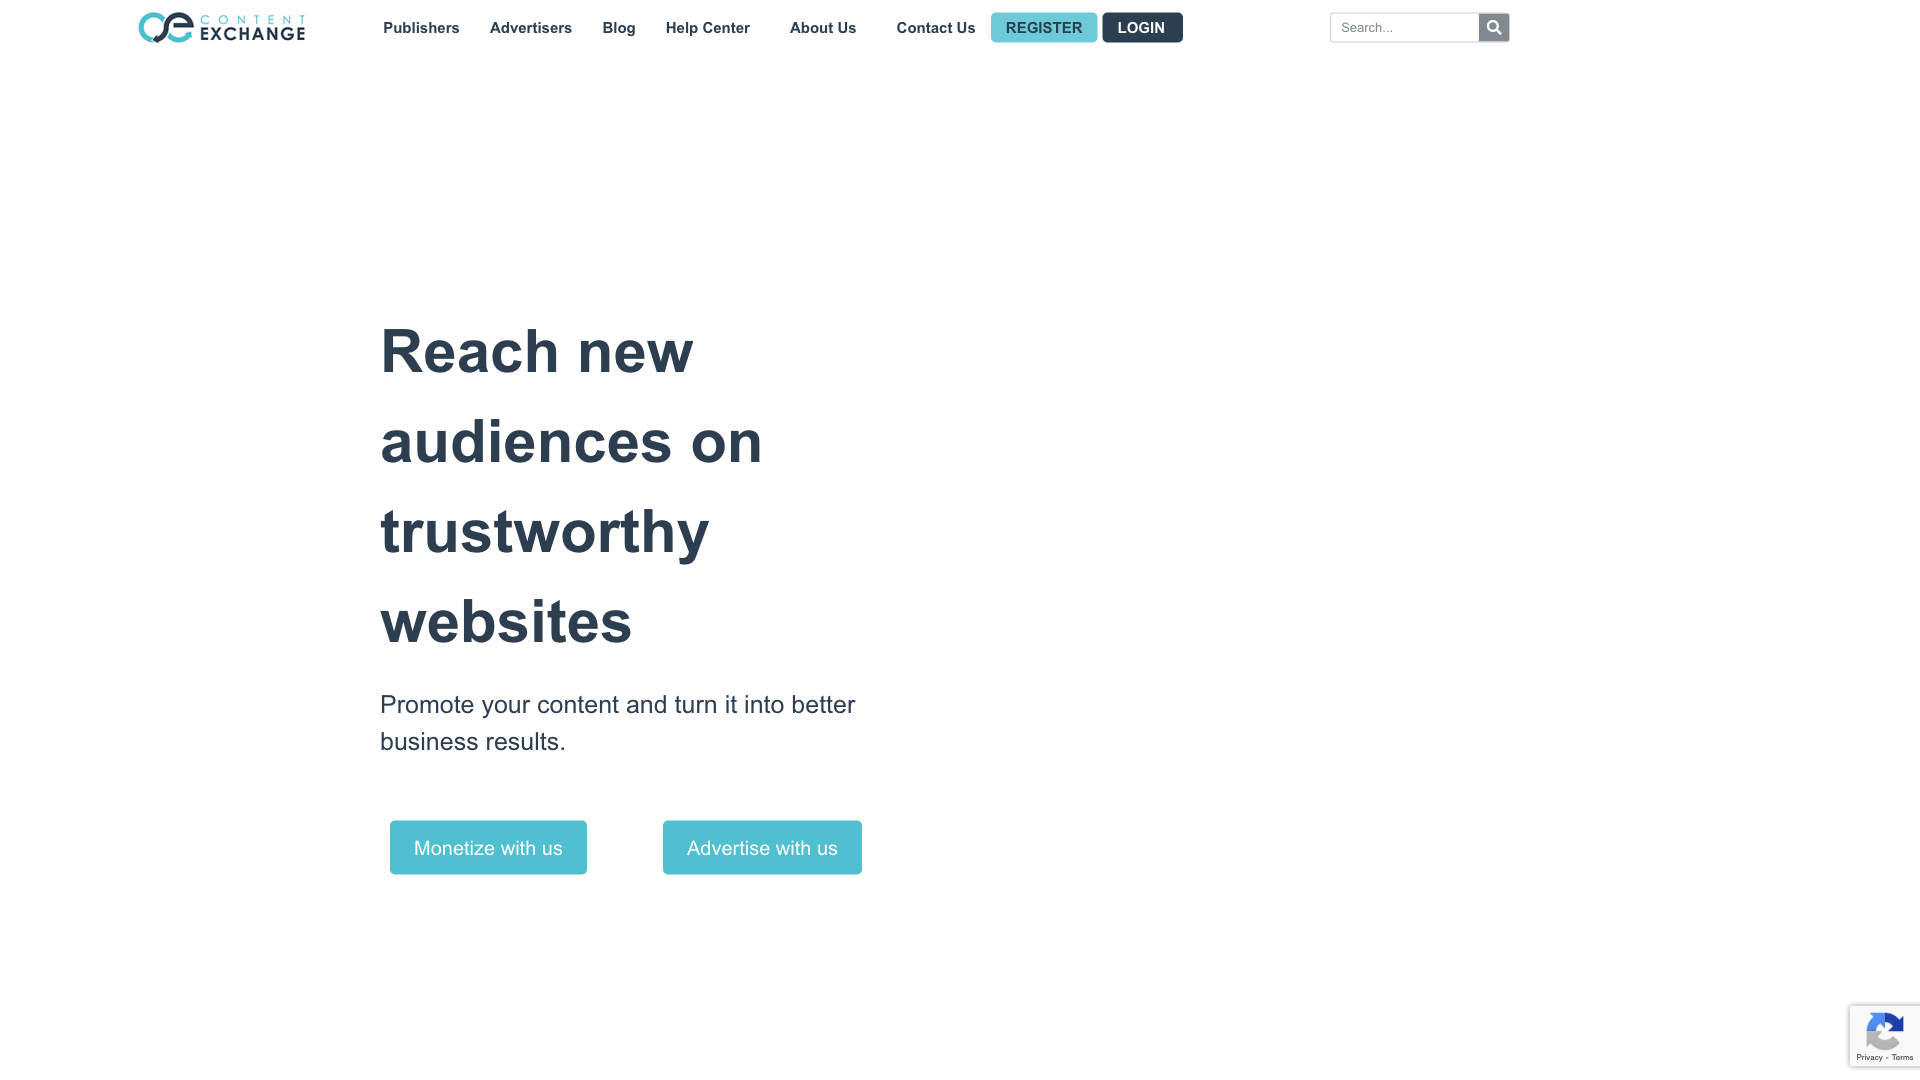 CONTENT
EXCHANGE
Publishers
Advertisers
Blog
Help Center
About Us
Contact Us
REGISTER
LOGIN
Search...
Reach new
audiences on
trustworthy
websites
Promote your content and turn it into better
business results.
Monetize with us
Advertise with us
Privacy - Terms